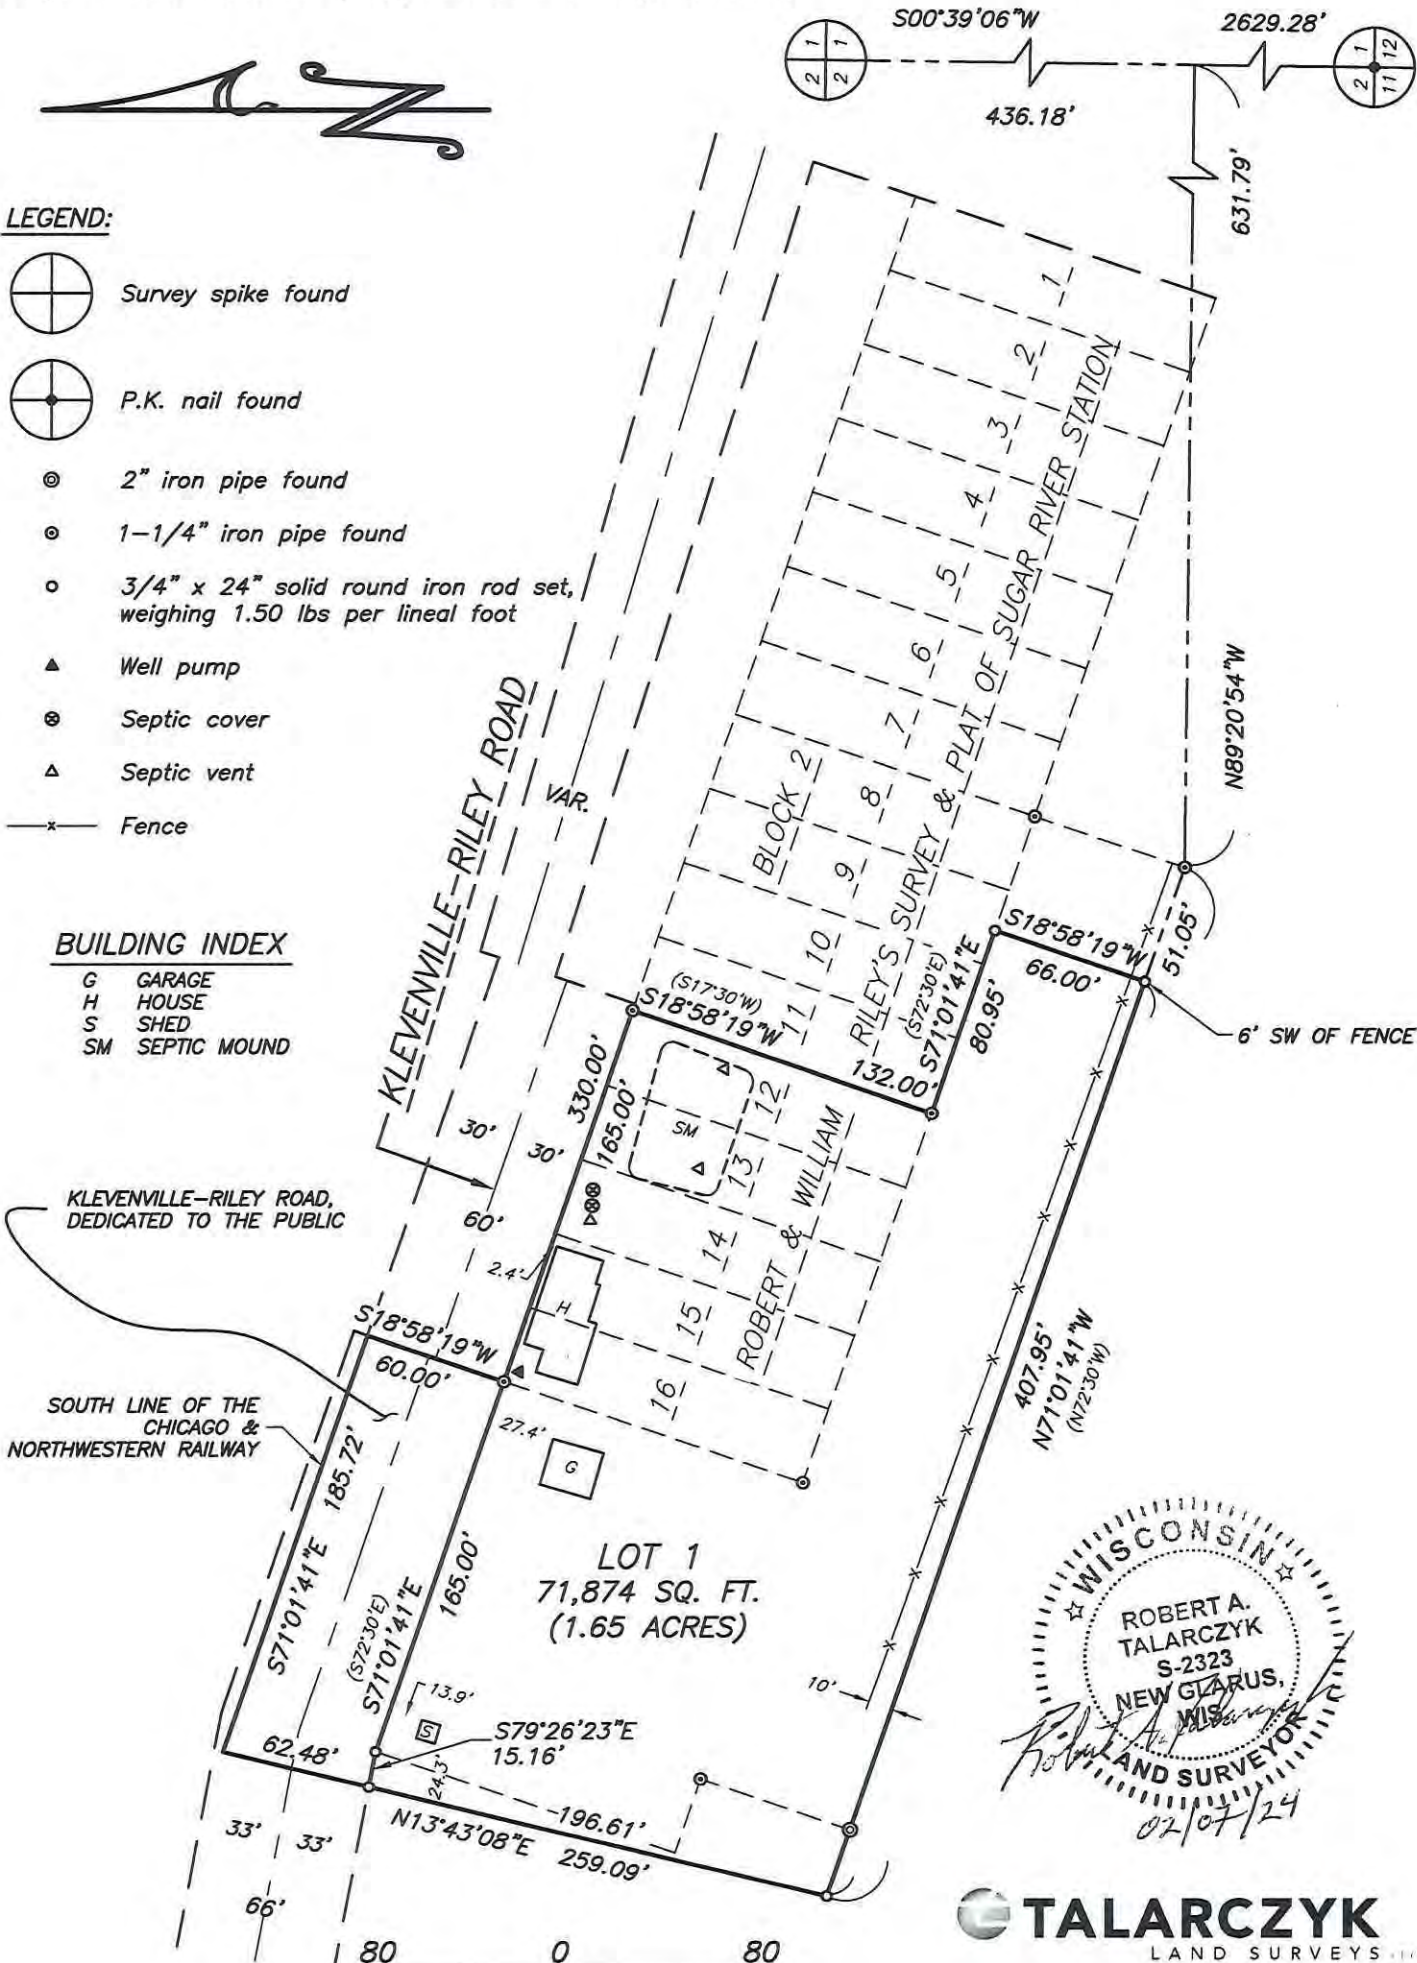 S00°39'06"W
2629.28'
1 1
2 2
1 12
2 11
436.18'
631.79'
LEGEND:
Survey spike found
P.K. nail found
2" iron pipe found
1-1/4" iron pipe found
3/4" x 24" solid round iron rod set,
weighing 1.50 lbs per lineal foot
Well pump
Septic cover
Septic vent
x Fence
BUILDING INDEX
G GARAGE
H HOUSE
S SHED
SM SEPTIC MOUND
KLEVENVILLE-RILEY ROAD
VAR.
BLOCK 2
1
2
3
4
5
6
7
8
9
10
11
12
13
14
15
16
RILEY'S SURVEY & PLAT OF SUGAR RIVER STATION
ROBERT & WILLIAM
N89°20'54"W
51.05'
S18°58'19"W
66.00'
6' SW OF FENCE
(S72°30'E)
S71°01'41"E
80.95'
(S17°30'W)
S18°58'19"W
132.00'
330.00'
165.00'
SM
30'
30'
60'
2.4'
H
KLEVENVILLE-RILEY ROAD,
DEDICATED TO THE PUBLIC
S18°58'19"W
60.00'
SOUTH LINE OF THE
CHICAGO &
NORTHWESTERN RAILWAY
185.72'
S71°01'41"E
27.4'
G
407.95'
N71°01'41"W
(N72°30'W)
LOT 1
71,874 SQ. FT.
(1.65 ACRES)
165.00'
(S72°30'E)
S71°01'41"E
10'
13.9'
S
S79°26'23"E
15.16'
24.3'
62.48'
196.61'
N13°43'08"E 259.09'
33'
33'
66'
80 0 80
WISCONSIN
ROBERT A.
TALARCZYK
S-2323
NEW GLARUS,
WIS.
LAND SURVEYOR
02/07/24
TALARCZYK
LAND SURVEYS